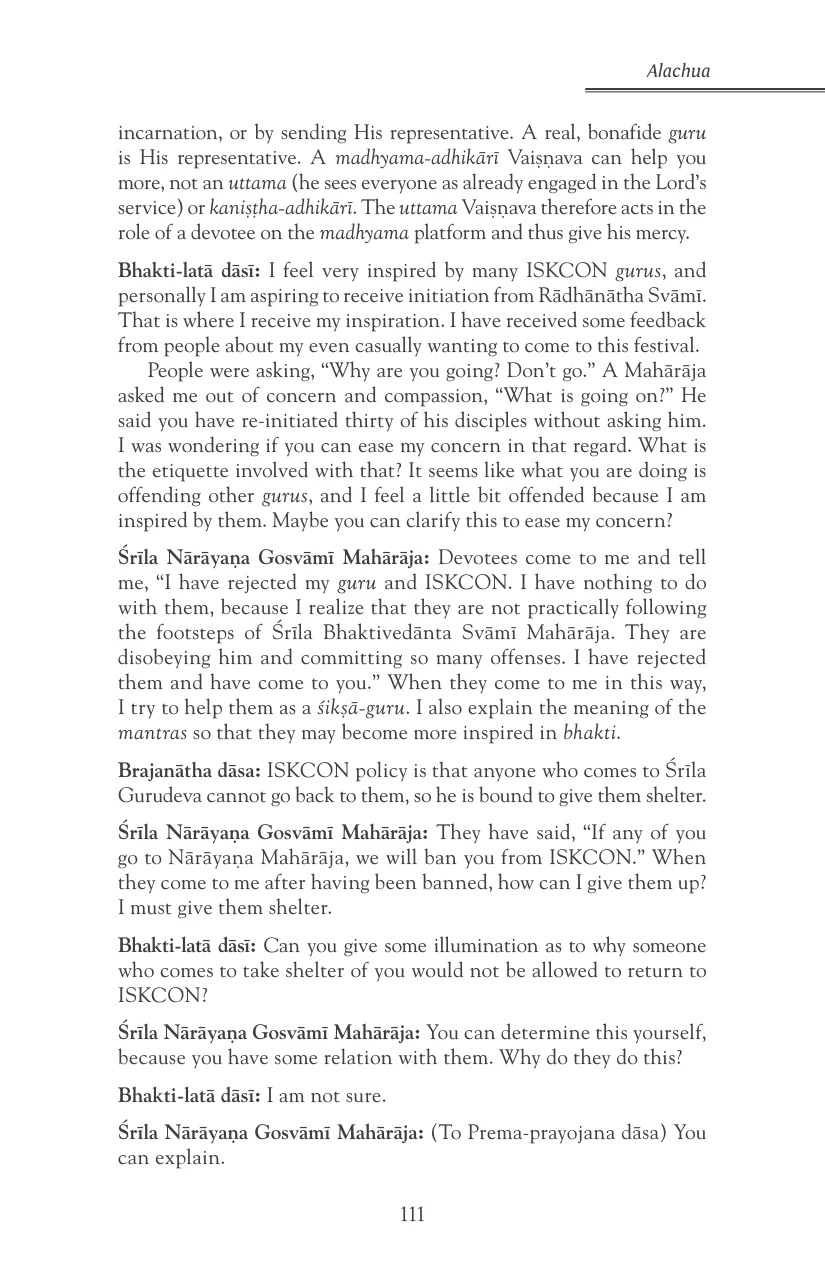 Alachua
incarnation, or by sending His representative. A real, bonafide guru
is His representative. A madhyama-adhikārī Vaiṣṇava can help you
more, not an uttama (he sees everyone as already engaged in the Lord’s
service) or kaniṣṭha-adhikārī. The uttama Vaiṣṇava therefore acts in the
role of a devotee on the madhyama platform and thus give his mercy.
Bhakti-latā dāsī: I feel very inspired by many ISKCON gurus, and
personally I am aspiring to receive initiation from Rādhānātha Svāmī.
That is where I receive my inspiration. I have received some feedback
from people about my even casually wanting to come to this festival.
People were asking, “Why are you going? Don’t go.” A Mahārāja
asked me out of concern and compassion, “What is going on?” He
said you have re-initiated thirty of his disciples without asking him.
I was wondering if you can ease my concern in that regard. What is
the etiquette involved with that? It seems like what you are doing is
offending other gurus, and I feel a little bit offended because I am
inspired by them. Maybe you can clarify this to ease my concern?
Śrīla Nārāyaṇa Gosvāmī Mahārāja: Devotees come to me and tell
me, “I have rejected my guru and ISKCON. I have nothing to do
with them, because I realize that they are not practically following
the footsteps of Śrīla Bhaktivedānta Svāmī Mahārāja. They are
disobeying him and committing so many offenses. I have rejected
them and have come to you.” When they come to me in this way,
I try to help them as a śikṣā-guru. I also explain the meaning of the
mantras so that they may become more inspired in bhakti.
Brajanātha dāsa: ISKCON policy is that anyone who comes to Śrīla
Gurudeva cannot go back to them, so he is bound to give them shelter.
Śrīla Nārāyaṇa Gosvāmī Mahārāja: They have said, “If any of you
go to Nārāyaṇa Mahārāja, we will ban you from ISKCON.” When
they come to me after having been banned, how can I give them up?
I must give them shelter.
Bhakti-latā dāsī: Can you give some illumination as to why someone
who comes to take shelter of you would not be allowed to return to
ISKCON?
Śrīla Nārāyaṇa Gosvāmī Mahārāja: You can determine this yourself,
because you have some relation with them. Why do they do this?
Bhakti-latā dāsī: I am not sure.
Śrīla Nārāyaṇa Gosvāmī Mahārāja: (To Prema-prayojana dāsa) You
can explain.
111